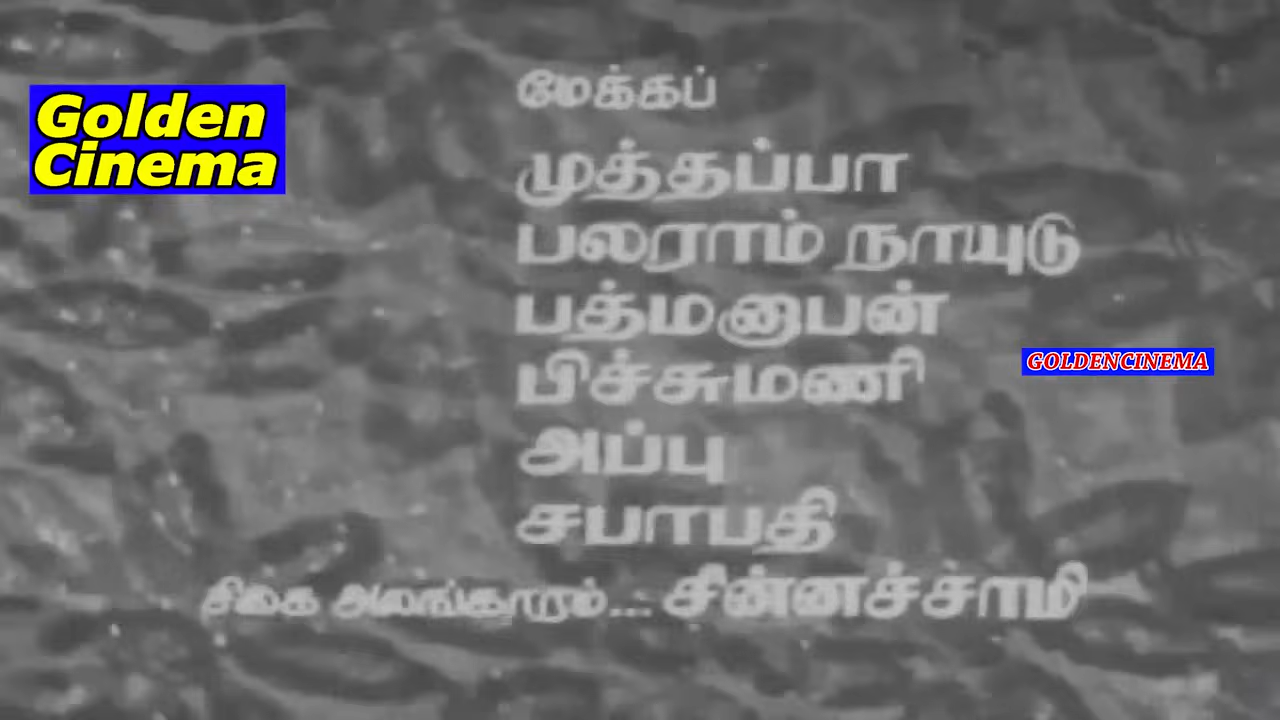 Golden
Cinema
மேக்கப்
முத்தப்பா
பலராம் நாயுடு
பத்மனாபன்
GOLDENCINEMA
பிச்சுமணி
அப்பு
சபாபதி
சிகை அலங்காரம்... சின்னச்சாமி